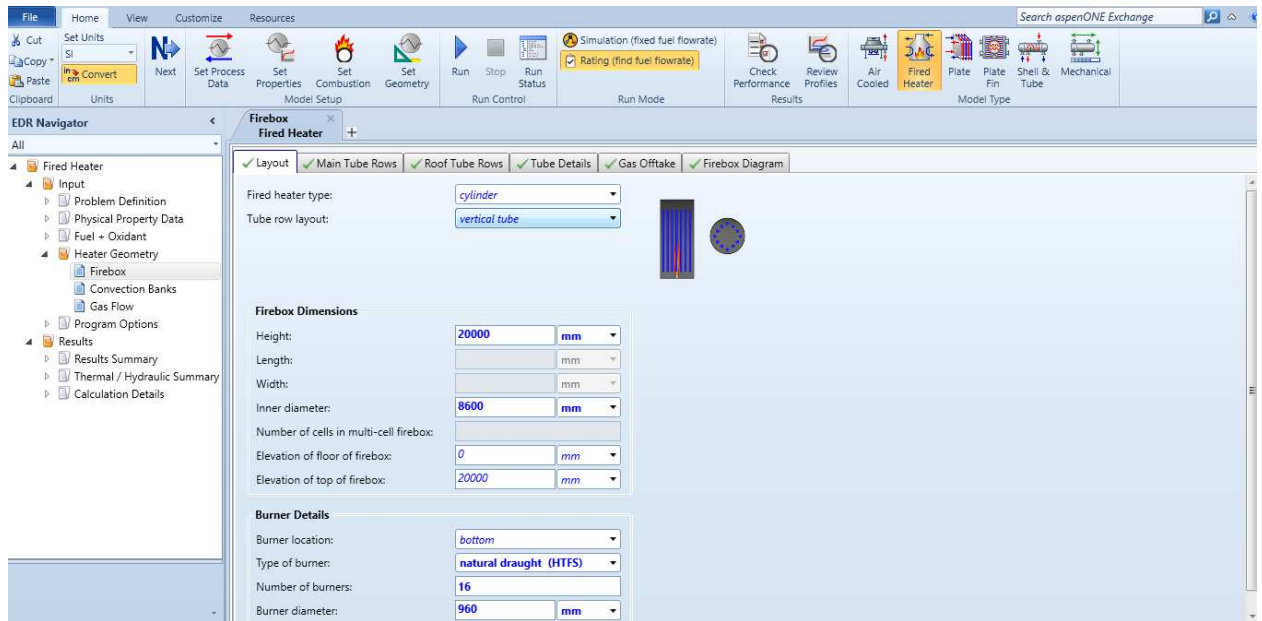 File Home View Customize Resources Search aspenONE Exchange
Cut Copy Paste Clipboard
Set Units SI Convert Units
Next
Set Process Data Set Properties Set Combustion Set Geometry Model Setup
Run Stop Run Status Run Control
Simulation (fixed fuel flowrate)
Rating (find fuel flowrate)
Run Mode
Check Performance Review Profiles Results
Air Cooled Fired Heater Plate Plate Fin Shell & Tube Mechanical Model Type
EDR Navigator
All
Fired Heater
Input
Problem Definition
Physical Property Data
Fuel + Oxidant
Heater Geometry
Firebox
Convection Banks
Gas Flow
Program Options
Results
Results Summary
Thermal / Hydraulic Summary
Calculation Details
Firebox
Fired Heater +
Layout Main Tube Rows Roof Tube Rows Tube Details Gas Offtake Firebox Diagram
Fired heater type: cylinder
Tube row layout: vertical tube
Firebox Dimensions
Height: 20000 mm
Length: mm
Width: mm
Inner diameter: 8600 mm
Number of cells in multi-cell firebox:
Elevation of floor of firebox: 0 mm
Elevation of top of firebox: 20000 mm
Burner Details
Burner location: bottom
Type of burner: natural draught (HTFS)
Number of burners: 16
Burner diameter: 960 mm